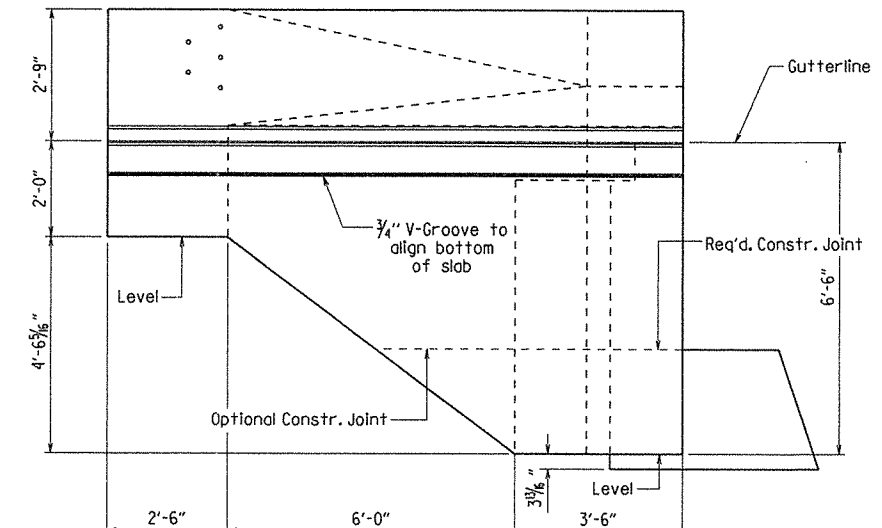 2'-9"
Gutterline
2'-0"
¾" V-Groove to
align bottom
of slab
Req'd. Constr. Joint
Level
6'-6"
4'-6⁵⁄₁₆"
Optional Constr. Joint
3¹³⁄₁₆"
Level
2'-6"
6'-0"
3'-6"